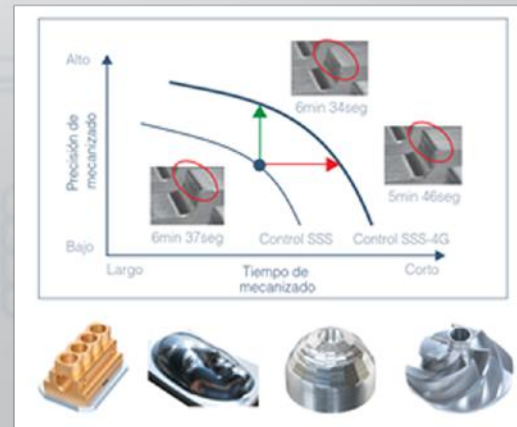 Alto
6min 34seg
Precisión de
mecanizado
5min 46seg
6min 37seg
Control SSS
Control SSS-4G
Bajo
Largo
Tiempo de
mecanizado
Corto